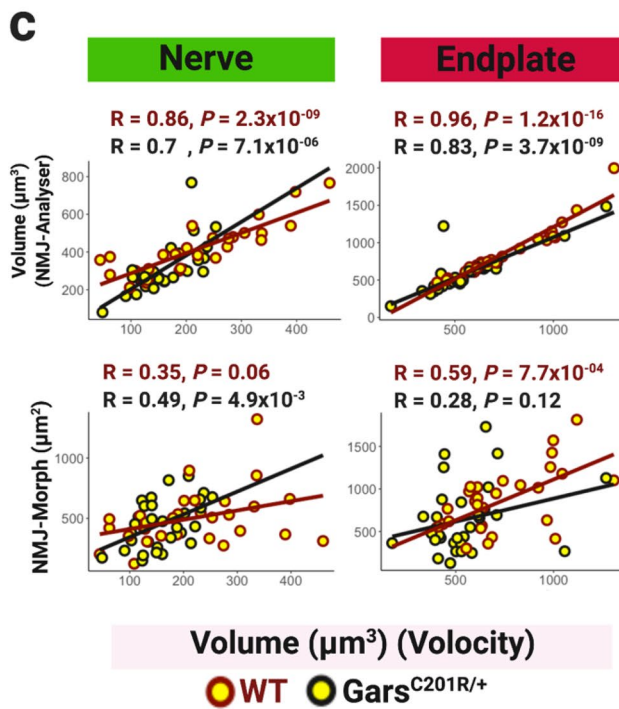 c
Nerve Endplate
R = 0.86, P = 2.3x10⁻⁰⁹ R = 0.96, P = 1.2x10⁻¹⁶
R = 0.7 , P = 7.1x10⁻⁰⁶ R = 0.83, P = 3.7x10⁻⁰⁹
Volume (µm³)
(NMJ-Analyser)
800
600
400
200
100 200 300 400
2000
1500
1000
500
0
500 1000
R = 0.35, P = 0.06 R = 0.59, P = 7.7x10⁻⁰⁴
R = 0.49, P = 4.9x10⁻³ R = 0.28, P = 0.12
NMJ-Morph (µm²)
1000
500
100 200 300 400
1500
1000
500
500 1000
Volume (µm³) (Volocity)
WT Gars^C201R/+